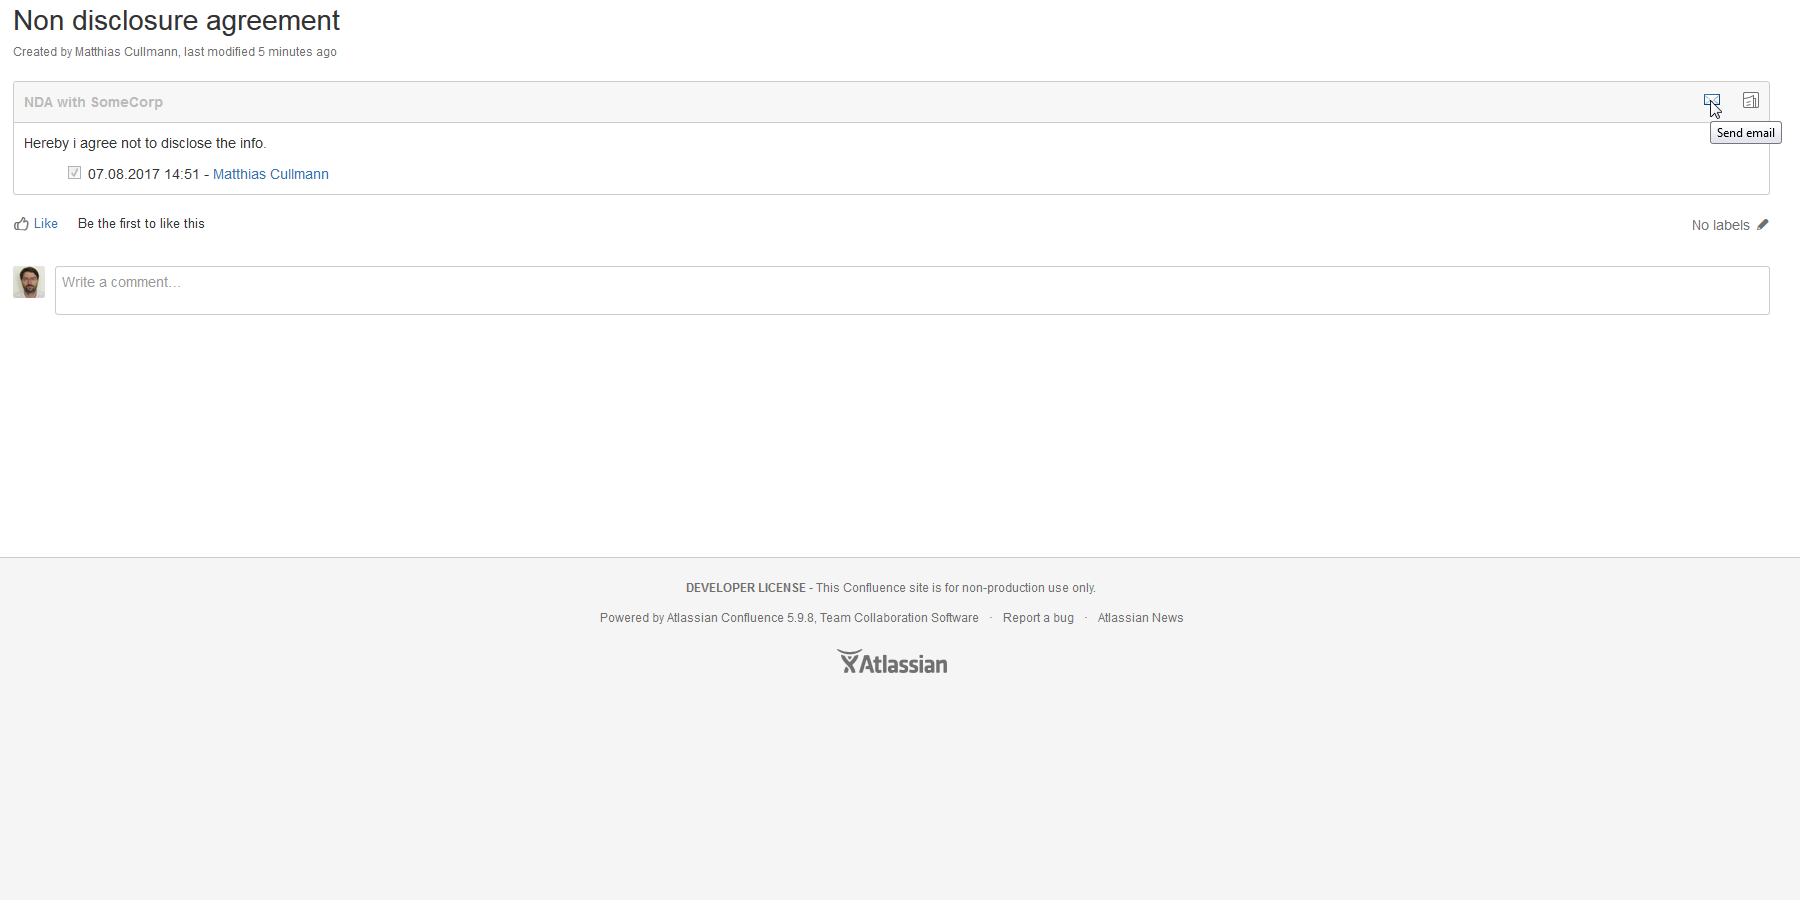 Non disclosure agreement
Created by Matthias Cullmann, last modified 5 minutes ago
NDA with SomeCorp
Send email
Hereby i agree not to disclose the info.
07.08.2017 14:51 - Matthias Cullmann
Like Be the first to like this
No labels
Write a comment…
DEVELOPER LICENSE - This Confluence site is for non-production use only.
Powered by Atlassian Confluence 5.9.8, Team Collaboration Software · Report a bug · Atlassian News
Atlassian